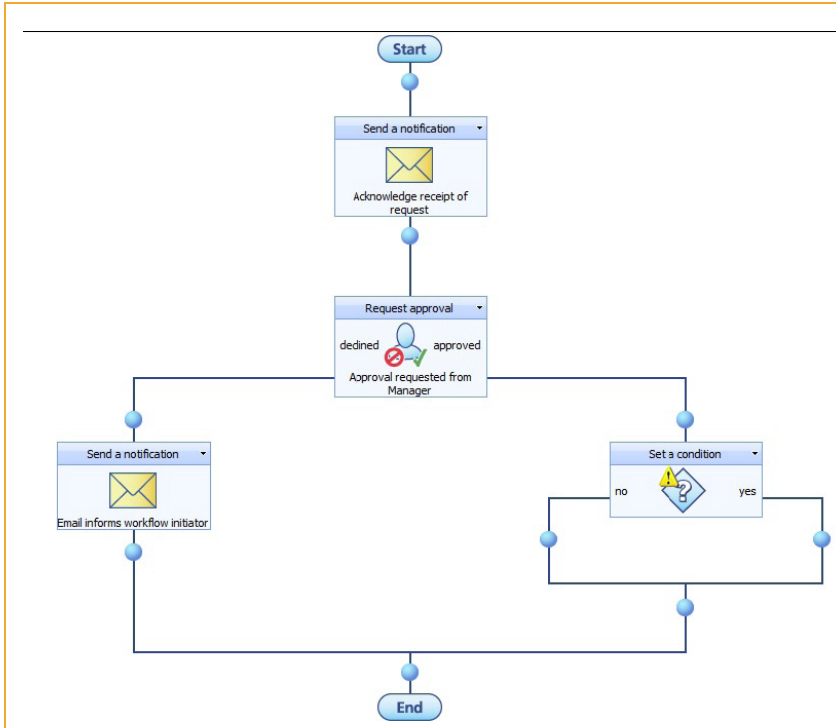 Start
Send a notification
Acknowledge receipt of
request
Request approval
declined
approved
Approval requested from
Manager
Send a notification
Email informs workflow initiator
Set a condition
no
yes
End